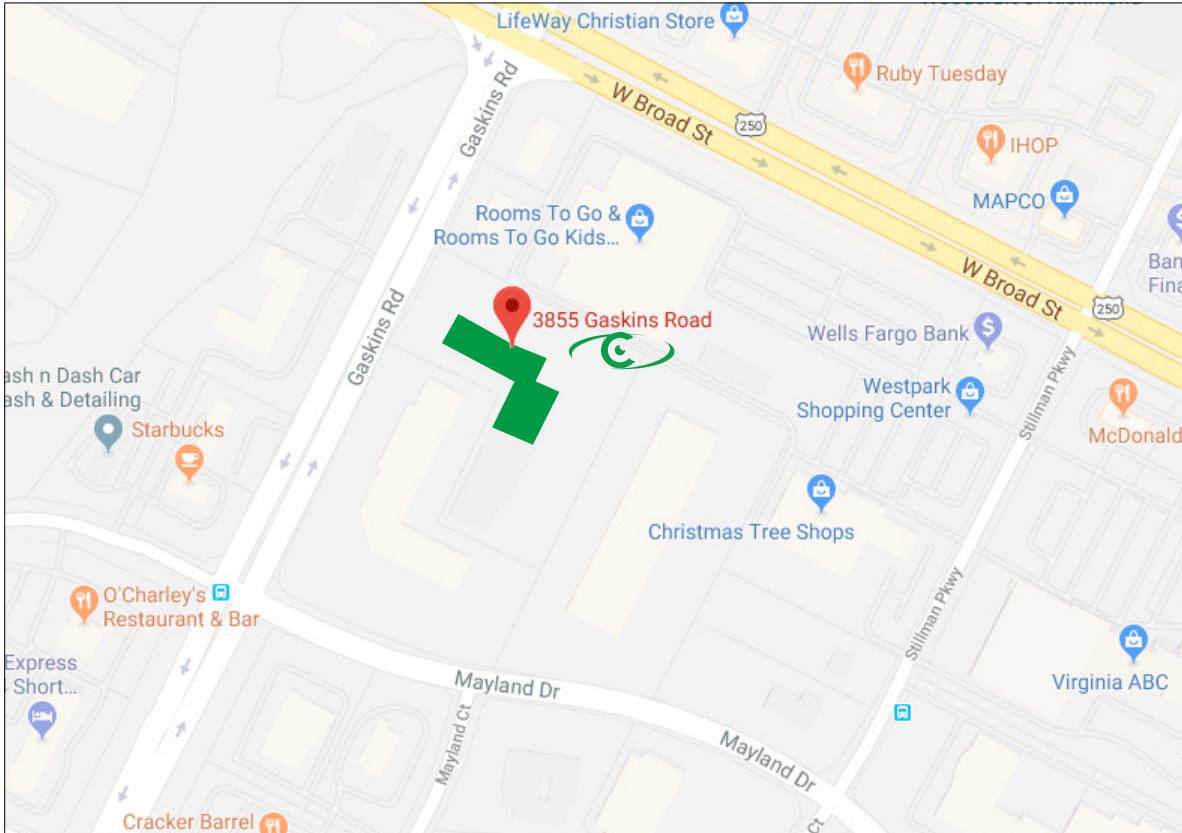 LifeWay Christian Store
Ruby Tuesday
Gaskins Rd
W Broad St
250
IHOP
MAPCO
Rooms To Go &
Rooms To Go Kids...
W Broad St
250
3855 Gaskins Road
Gaskins Rd
Wells Fargo Bank
Stillman Pkwy
ash n Dash Car
ash & Detailing
Westpark
Shopping Center
Starbucks
McDonald
Christmas Tree Shops
O'Charley's
Restaurant & Bar
Stillman Pkwy
Express
Short...
Virginia ABC
Mayland Dr
Mayland Ct
Mayland Dr
Cracker Barrel
Ct